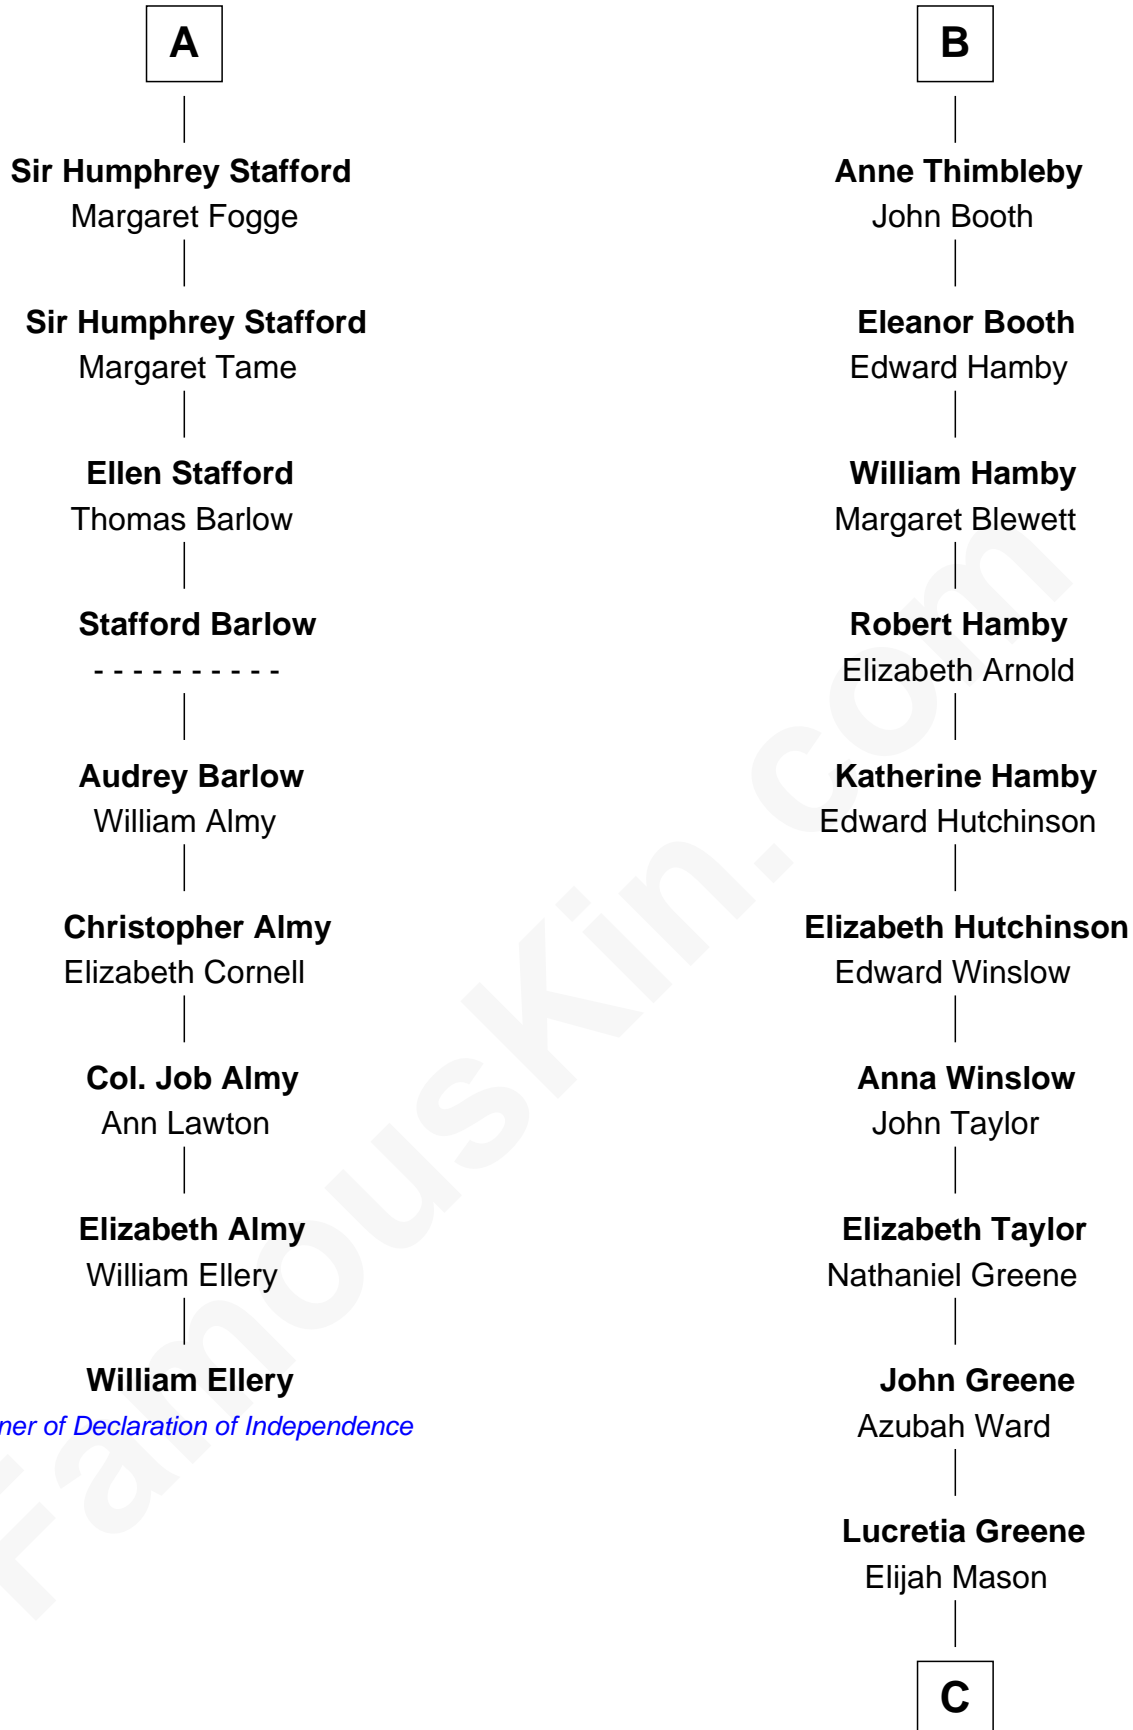 A
Sir Humphrey Stafford
Margaret Fogge
Sir Humphrey Stafford
Margaret Tame
Ellen Stafford
Thomas Barlow
Stafford Barlow
- - - - - - - - - -
Audrey Barlow
William Almy
Christopher Almy
Elizabeth Cornell
Col. Job Almy
Ann Lawton
Elizabeth Almy
William Ellery
William Ellery
ner of Declaration of Independence
B
Anne Thimbleby
John Booth
Eleanor Booth
Edward Hamby
William Hamby
Margaret Blewett
Robert Hamby
Elizabeth Arnold
Katherine Hamby
Edward Hutchinson
Elizabeth Hutchinson
Edward Winslow
Anna Winslow
John Taylor
Elizabeth Taylor
Nathaniel Greene
John Greene
Azubah Ward
Lucretia Greene
Elijah Mason
C
FamousKin.com